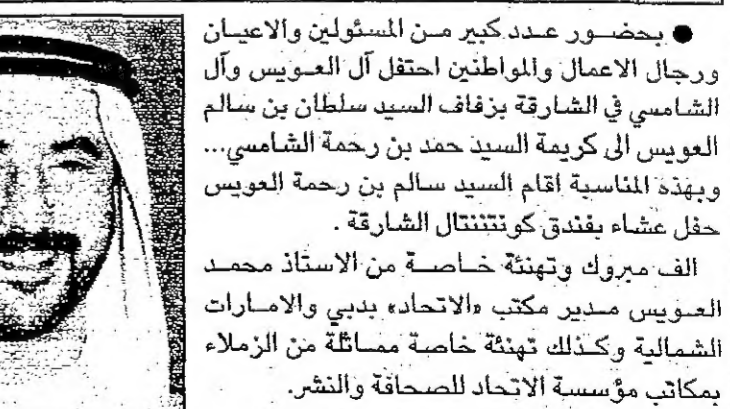 ● بحضور عدد كبير من المسئولين والاعيان
ورجال الاعمال والمواطنين احتفل آل العويس وآل
الشامسي في الشارقة بزفاف السيد سلطان بن سالم
العويس الى كريمة السيد حمد بن رحمة الشامسي...
وبهذه المناسبة اقام السيد سالم بن رحمة العويس
حفل عشاء بفندق كونتننتال الشارقة .
الف مبروك وتهنئة خاصة من الاستاذ محمد
العويس مدير مكتب «الاتحاد» بدبي والامارات
الشمالية وكذلك تهنئة خاصة مماثلة من الزملاء
بمكاتب مؤسسة الاتحاد للصحافة والنشر.